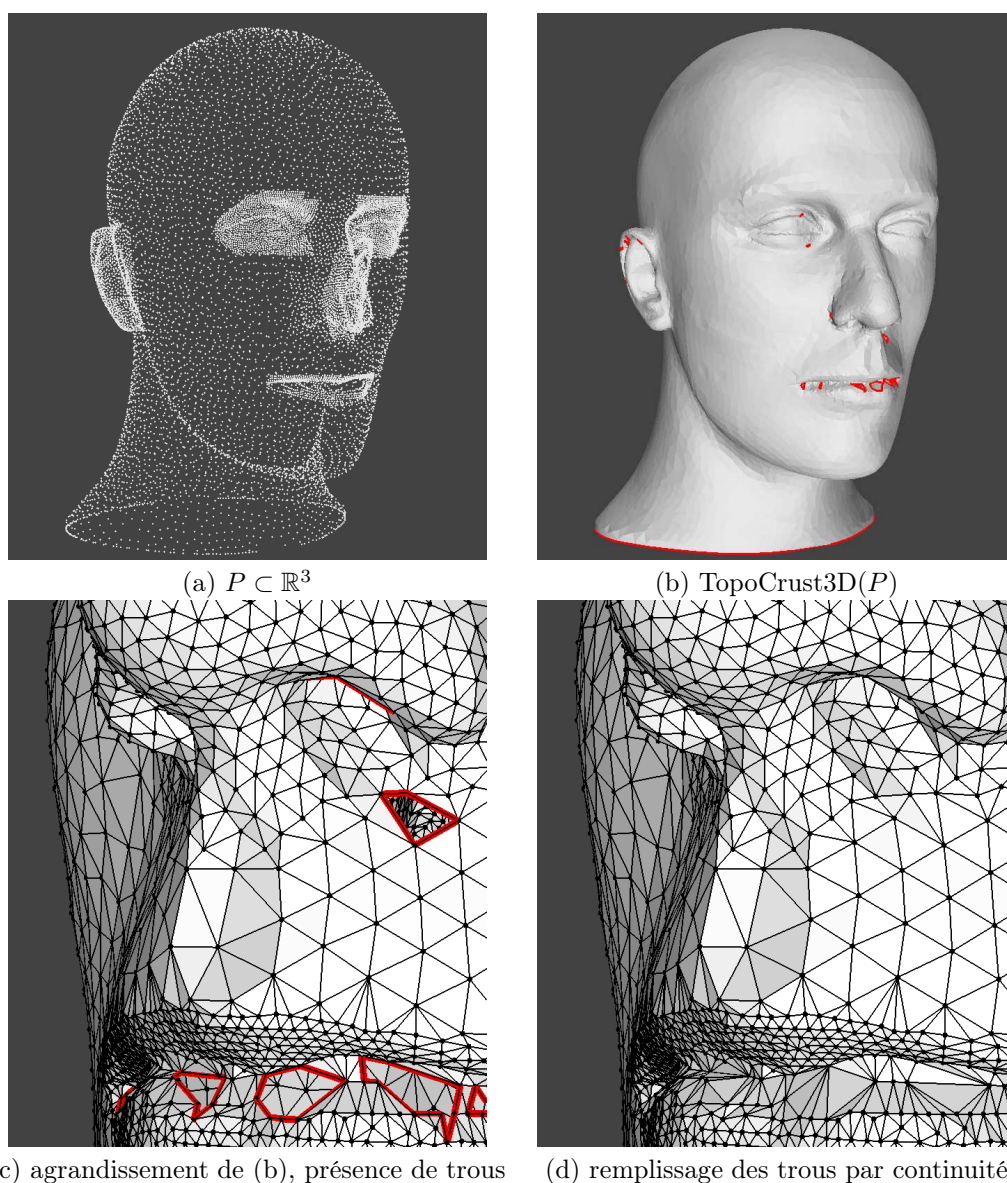 (a) P ⊂ ℝ³
(b) TopoCrust3D(P)
c) agrandissement de (b), présence de trous
(d) remplissage des trous par continuité